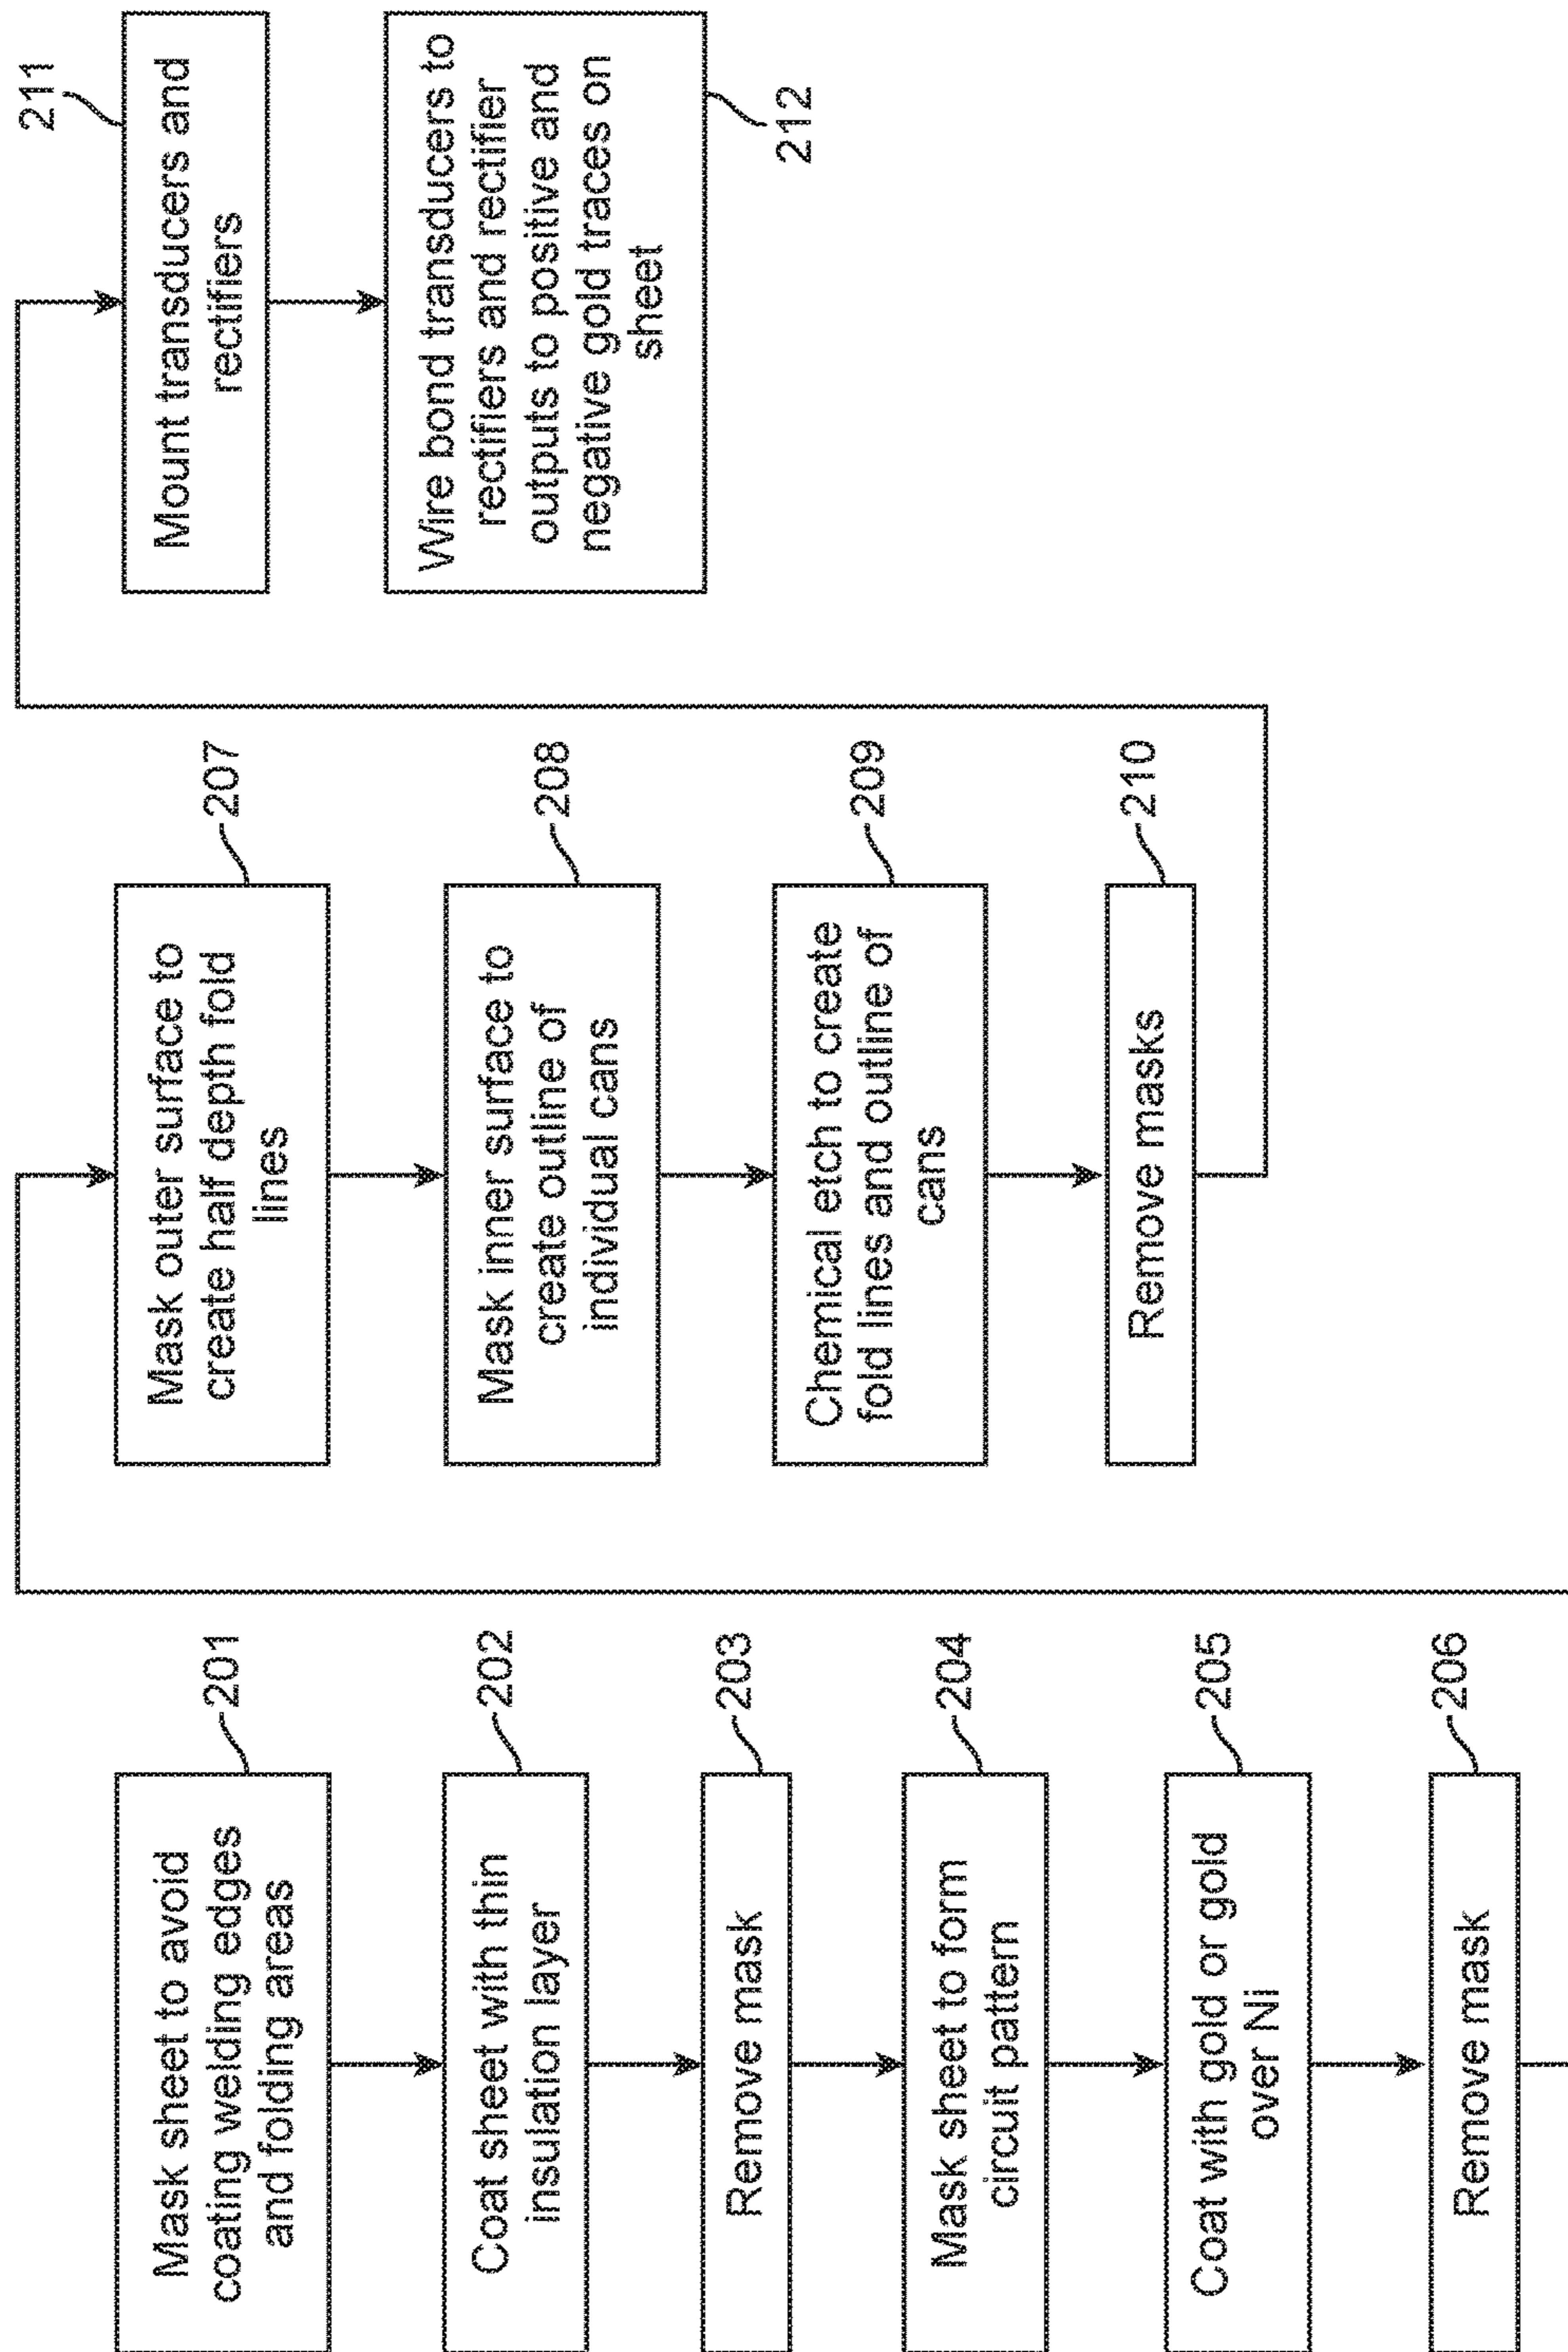 Mask sheet to avoid
coating welding edges
and folding areas
201
Coat sheet with thin
insulation layer
202
Remove mask
203
Mask sheet to form
circuit pattern
204
Coat with gold or gold
over Ni
205
Remove mask
206
Mask outer surface to
create half depth fold
lines
207
Mask inner surface to
create outline of
individual cans
208
Chemical etch to create
fold lines and outline of
cans
209
Remove masks
210
Mount transducers and
rectifiers
211
Wire bond transducers to
rectifiers and rectifier
outputs to positive and
negative gold traces on
sheet
212